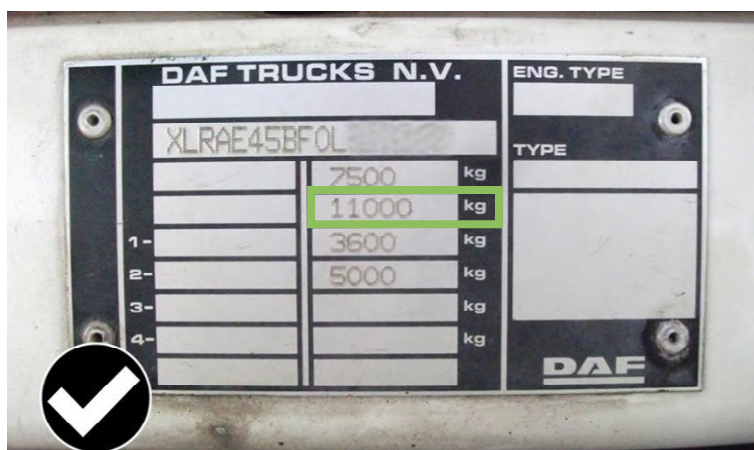 DAF TRUCKS N.V.
ENG. TYPE
XLRAE45BF0L
TYPE
7500 kg
11000 kg
1- 3600 kg
2- 5000 kg
3- kg
4- kg
DAF